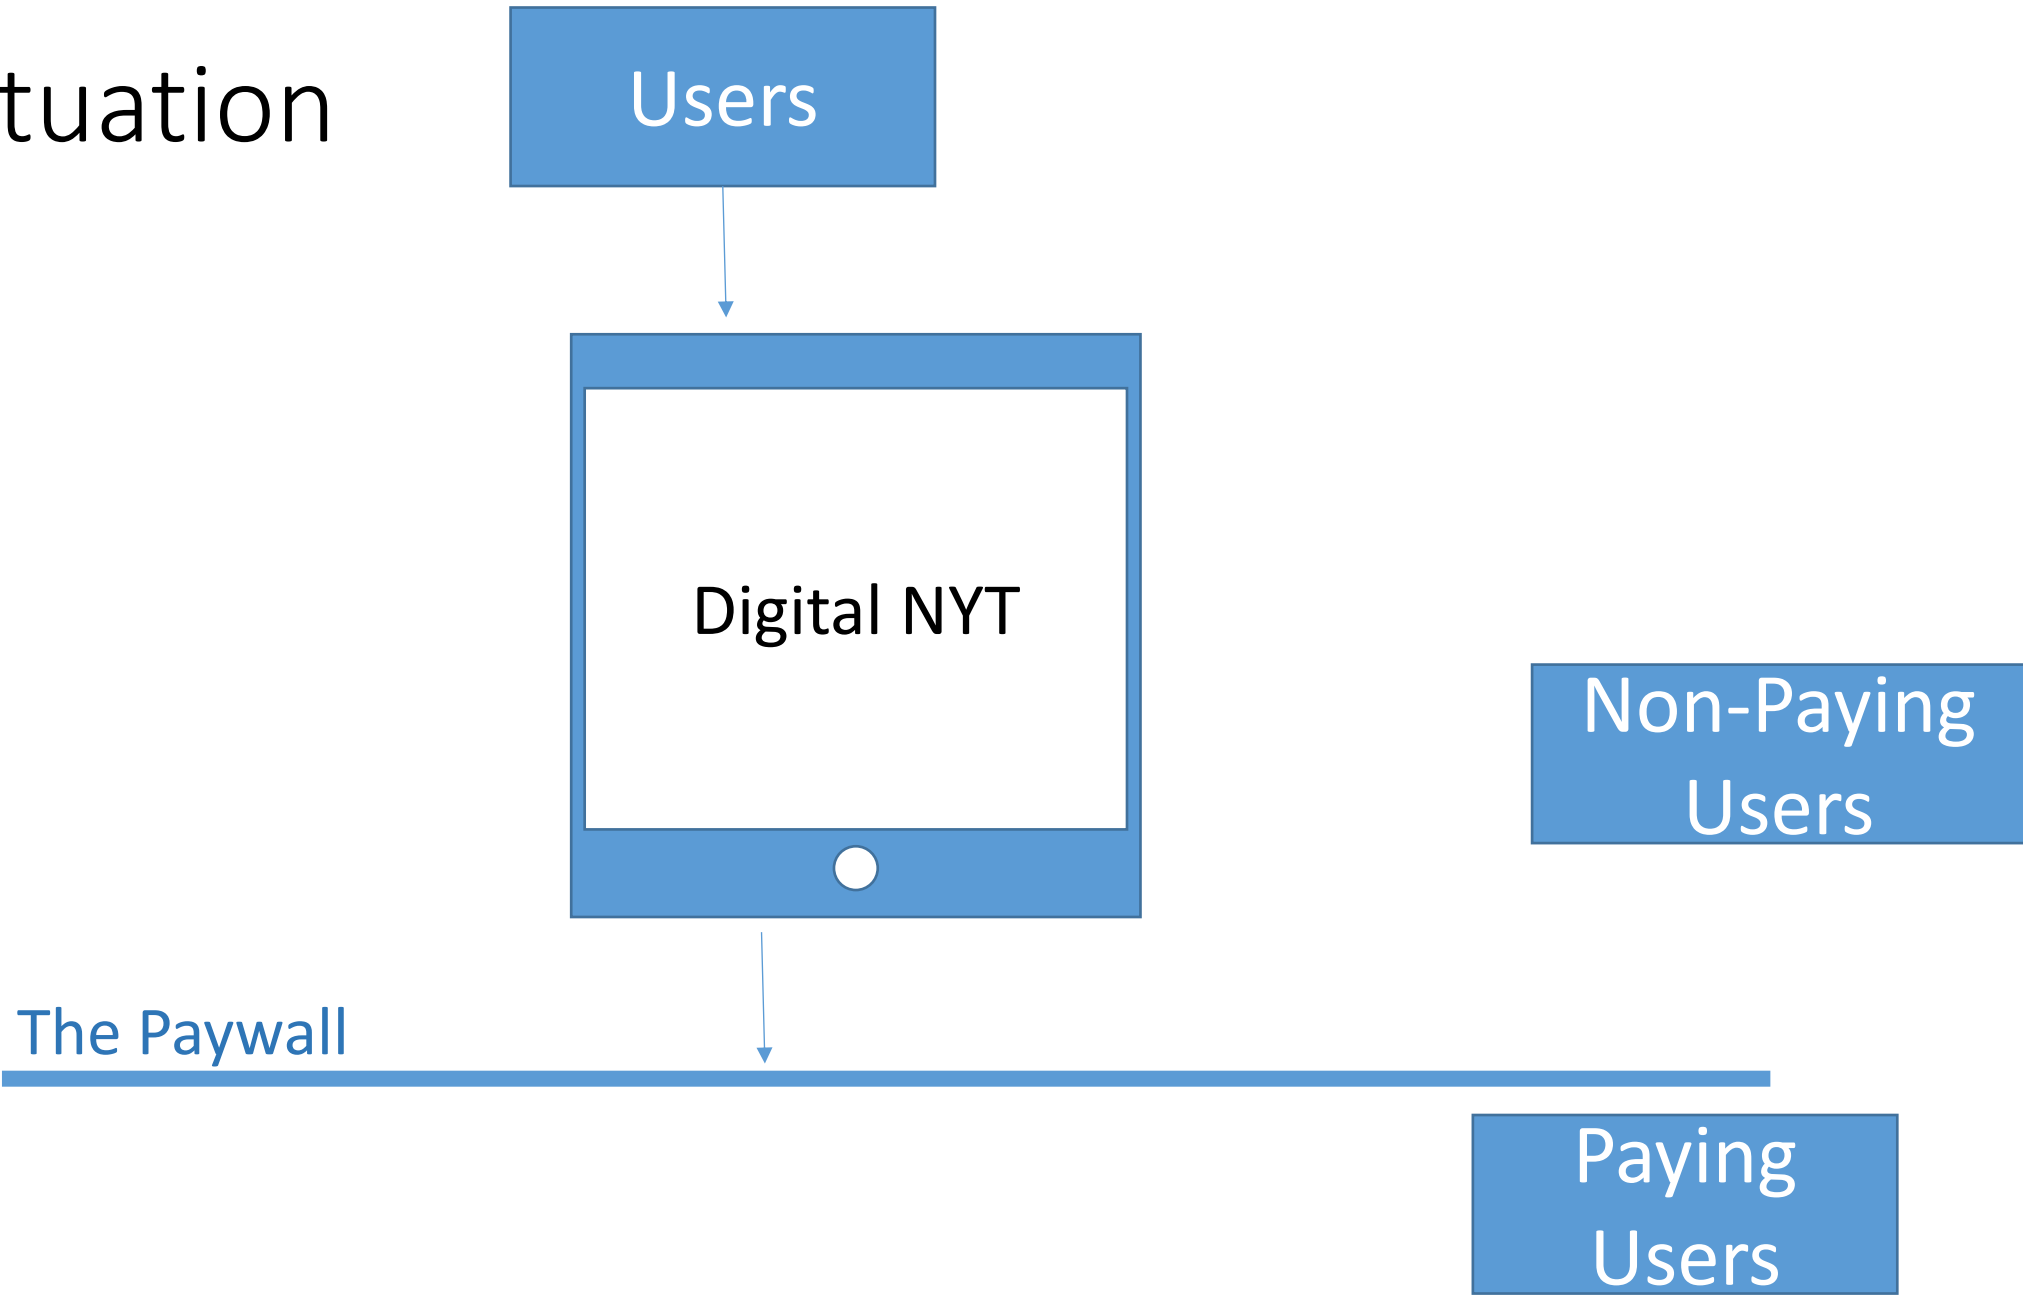 tuation
Users
Digital NYT
Non-Paying
Users
The Paywall
Paying
Users